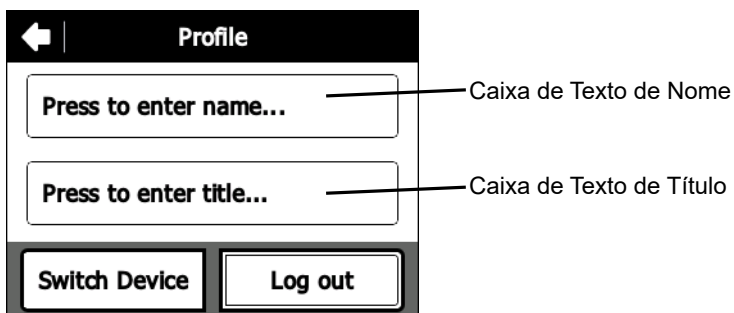 Profile
Press to enter name...
Caixa de Texto de Nome
Press to enter title...
Caixa de Texto de Título
Switch Device
Log out